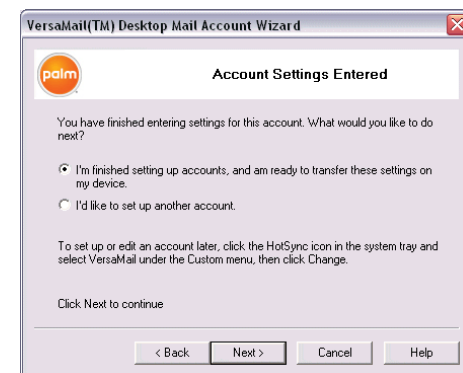 VersaMail(TM) Desktop Mail Account Wizard
palm
Account Settings Entered
You have finished entering settings for this account. What would you like to do
next?
I'm finished setting up accounts, and am ready to transfer these settings on
my device.
I'd like to set up another account.
To set up or edit an account later, click the HotSync icon in the system tray and
select VersaMail under the Custom menu, then click Change.
Click Next to continue
< Back Next > Cancel Help